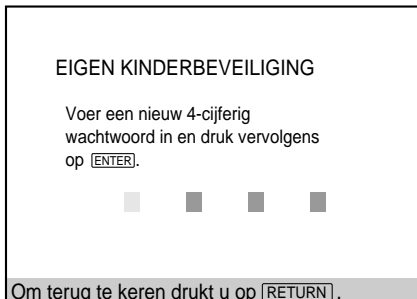 EIGEN KINDERBEVEILIGING
Voer een nieuw 4-cijferig
wachtwoord in en druk vervolgens
op ENTER.
Om terug te keren drukt u op RETURN.